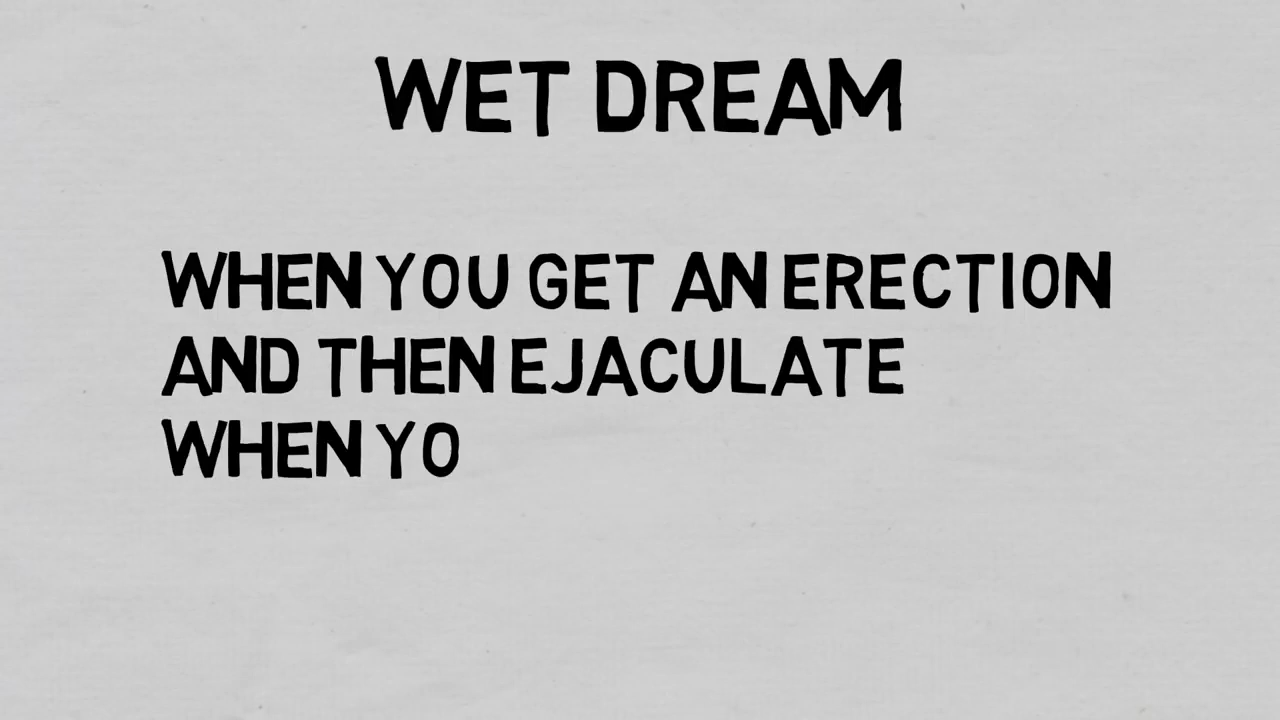 WET DREAM
WHEN YOU GET AN ERECTION
AND THEN EJACULATE
WHEN YO